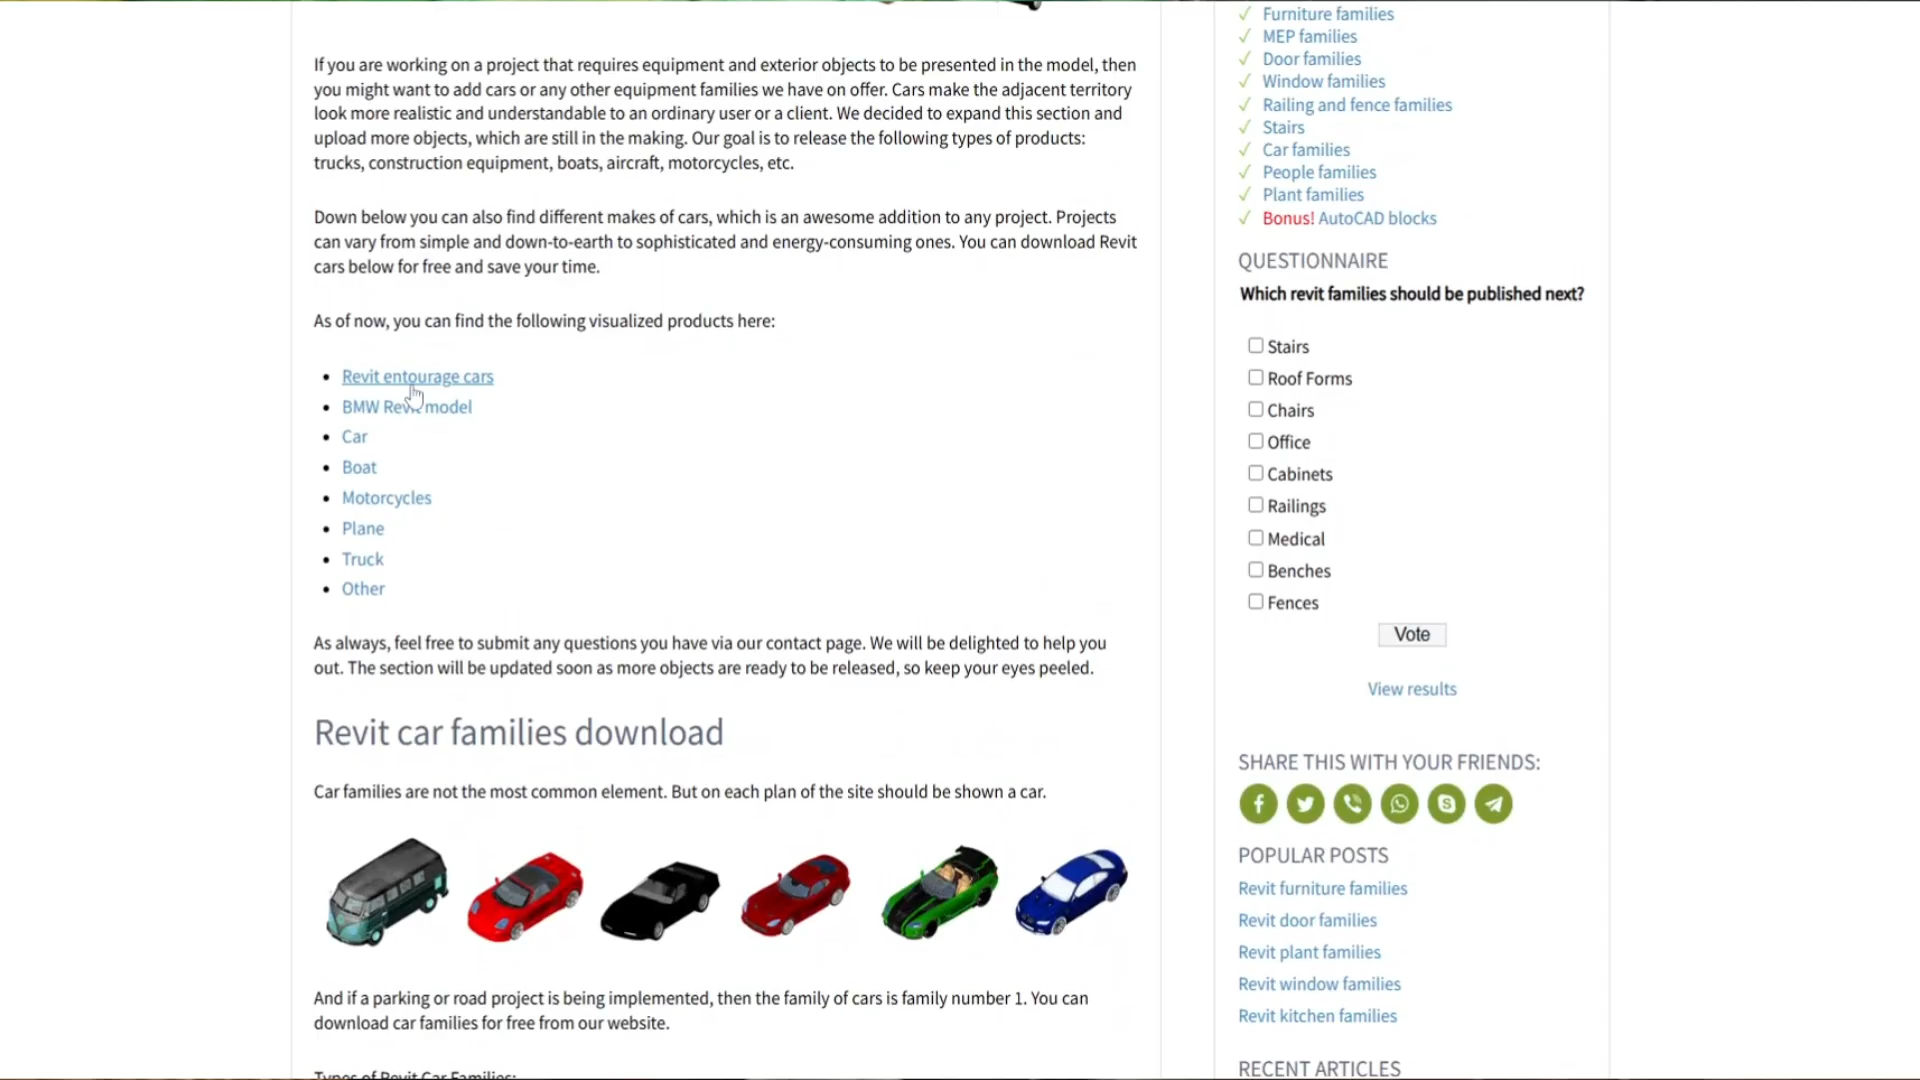 If you are working on a project that requires equipment and exterior objects to be presented in the model, then
you might want to add cars or any other equipment families we have on offer. Cars make the adjacent territory
look more realistic and understandable to an ordinary user or a client. We decided to expand this section and
upload more objects, which are still in the making. Our goal is to release the following types of products:
trucks, construction equipment, boats, aircraft, motorcycles, etc.
Down below you can also find different makes of cars, which is an awesome addition to any project. Projects
can vary from simple and down-to-earth to sophisticated and energy-consuming ones. You can download Revit
cars below for free and save your time.
As of now, you can find the following visualized products here:
Revit entourage cars
BMW Revit model
Car
Boat
Motorcycles
Plane
Truck
Other
As always, feel free to submit any questions you have via our contact page. We will be delighted to help you
out. The section will be updated soon as more objects are ready to be released, so keep your eyes peeled.
Revit car families download
Car families are not the most common element. But on each plan of the site should be shown a car.
And if a parking or road project is being implemented, then the family of cars is family number 1. You can
download car families for free from our website.
Types of Revit Car Families:
Furniture families
MEP families
Door families
Window families
Railing and fence families
Stairs
Car families
People families
Plant families
Bonus! AutoCAD blocks
QUESTIONNAIRE
Which revit families should be published next?
Stairs
Roof Forms
Chairs
Office
Cabinets
Railings
Medical
Benches
Fences
Vote
View results
SHARE THIS WITH YOUR FRIENDS:
POPULAR POSTS
Revit furniture families
Revit door families
Revit plant families
Revit window families
Revit kitchen families
RECENT ARTICLES